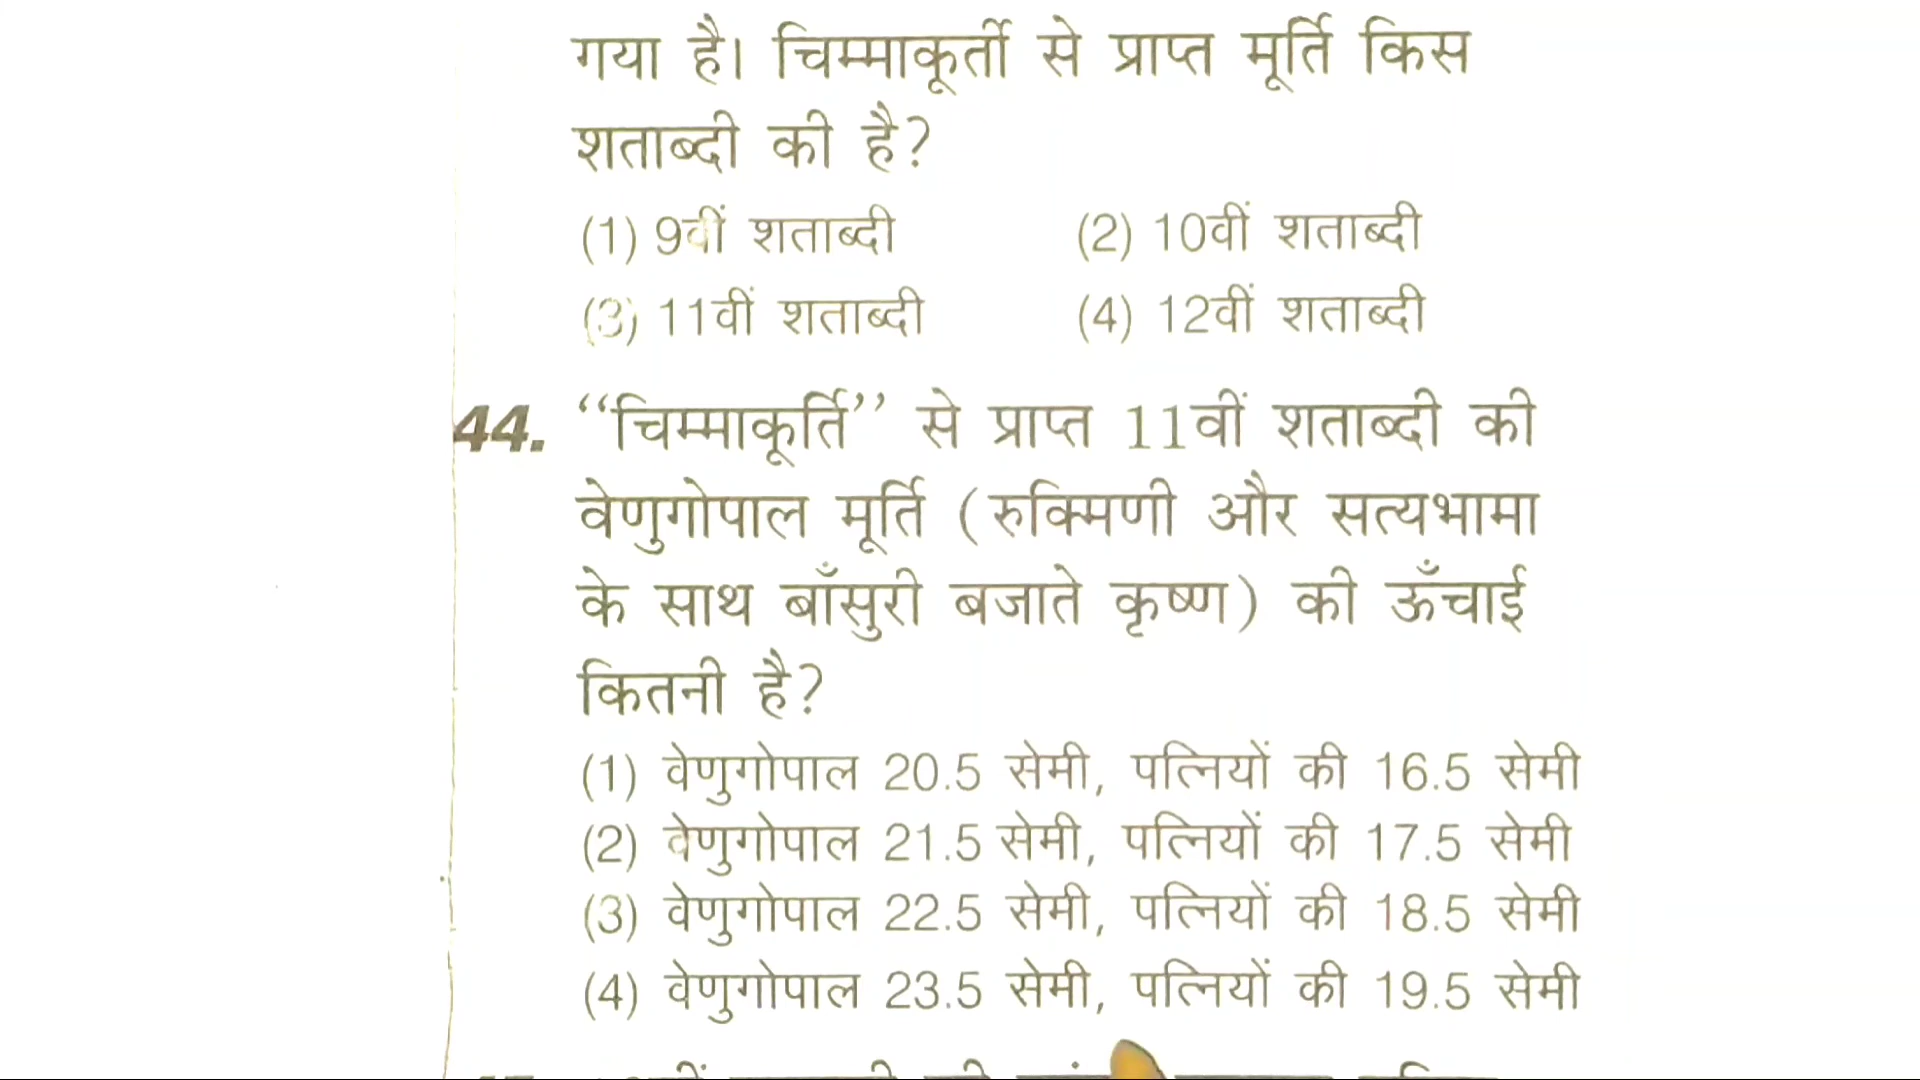 गया है। चिम्माकूर्ती से प्राप्त मूर्ति किस
शताब्दी की है?
(1) 9वीं शताब्दी (2) 10वीं शताब्दी
(3) 11वीं शताब्दी (4) 12वीं शताब्दी
44. “चिम्माकूर्ति” से प्राप्त 11वीं शताब्दी की
वेणुगोपाल मूर्ति (रुक्मिणी और सत्यभामा
के साथ बाँसुरी बजाते कृष्ण) की ऊँचाई
कितनी है?
(1) वेणुगोपाल 20.5 सेमी, पत्नियों की 16.5 सेमी
(2) वेणुगोपाल 21.5 सेमी, पत्नियों की 17.5 सेमी
(3) वेणुगोपाल 22.5 सेमी, पत्नियों की 18.5 सेमी
(4) वेणुगोपाल 23.5 सेमी, पत्नियों की 19.5 सेमी